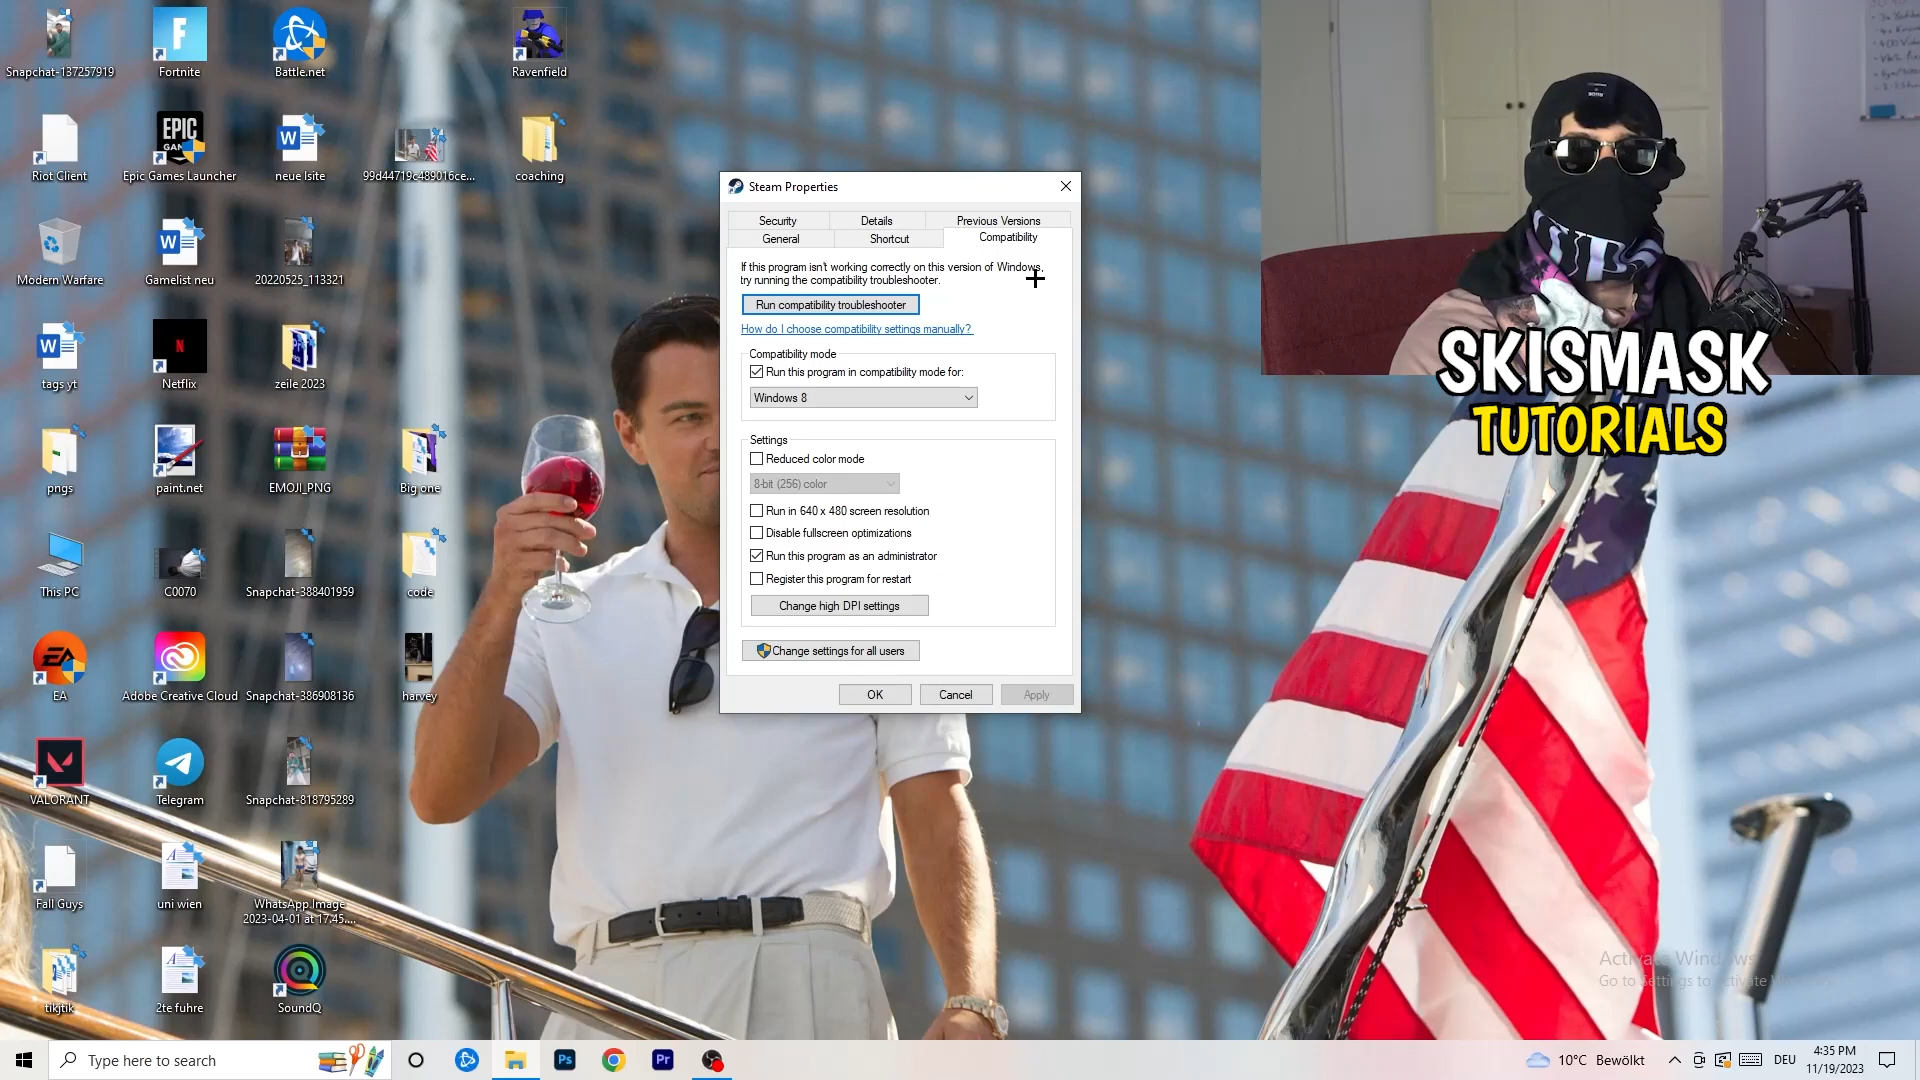 Snapchat-137257919
Fortnite
Battle.net
Ravenfield
Riot Client
EPIC
Epic Games Launcher
neue lsite
99d44719c489016ce...
coaching
Modern Warfare
Gamelist neu
20220525_113321
tags yt
Netflix
zeile 2023
pngs
paint.net
EMOJI_PNG
Big one
This PC
C0070
Snapchat-388401959
code
EA
Adobe Creative Cloud
Snapchat-386908136
harvey
VALORANT
Telegram
Snapchat-818795289
Fall Guys
uni wien
WhatsApp Image
2023-04-01 at 17.45....
tikjtik
2te fuhre
SoundQ
Steam Properties
Security
Details
Previous Versions
General
Shortcut
Compatibility
If this program isn't working correctly on this version of Windows,
try running the compatibility troubleshooter.
Run compatibility troubleshooter
How do I choose compatibility settings manually?
Compatibility mode
Run this program in compatibility mode for:
Windows 8
Settings
Reduced color mode
8-bit (256) color
Run in 640 x 480 screen resolution
Disable fullscreen optimizations
Run this program as an administrator
Register this program for restart
Change high DPI settings
Change settings for all users
OK
Cancel
Apply
SKISMASK
TUTORIALS
Activate Windows
Go to Settings to activate
Type here to search
Ps
Pr
10°C Bewölkt
DEU
4:35 PM
11/19/2023